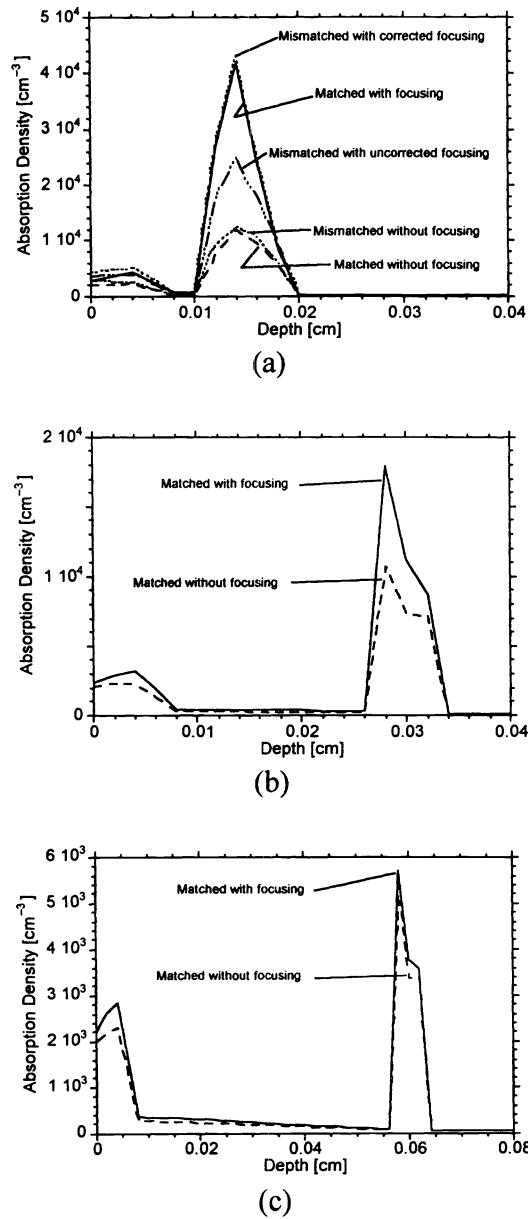 5 10⁴
4 10⁴
3 10⁴
2 10⁴
1 10⁴
0
Absorption Density [cm⁻³]
Mismatched with corrected focusing
Matched with focusing
Mismatched with uncorrected focusing
Mismatched without focusing
Matched without focusing
0 0.01 0.02 0.03 0.04
Depth [cm]
(a)
2 10⁴
1 10⁴
0
Absorption Density [cm⁻³]
Matched with focusing
Matched without focusing
0 0.01 0.02 0.03 0.04
Depth [cm]
(b)
6 10³
5 10³
4 10³
3 10³
2 10³
1 10³
0
Absorption Density [cm⁻³]
Matched with focusing
Matched without focusing
0 0.02 0.04 0.06 0.08
Depth [cm]
(c)